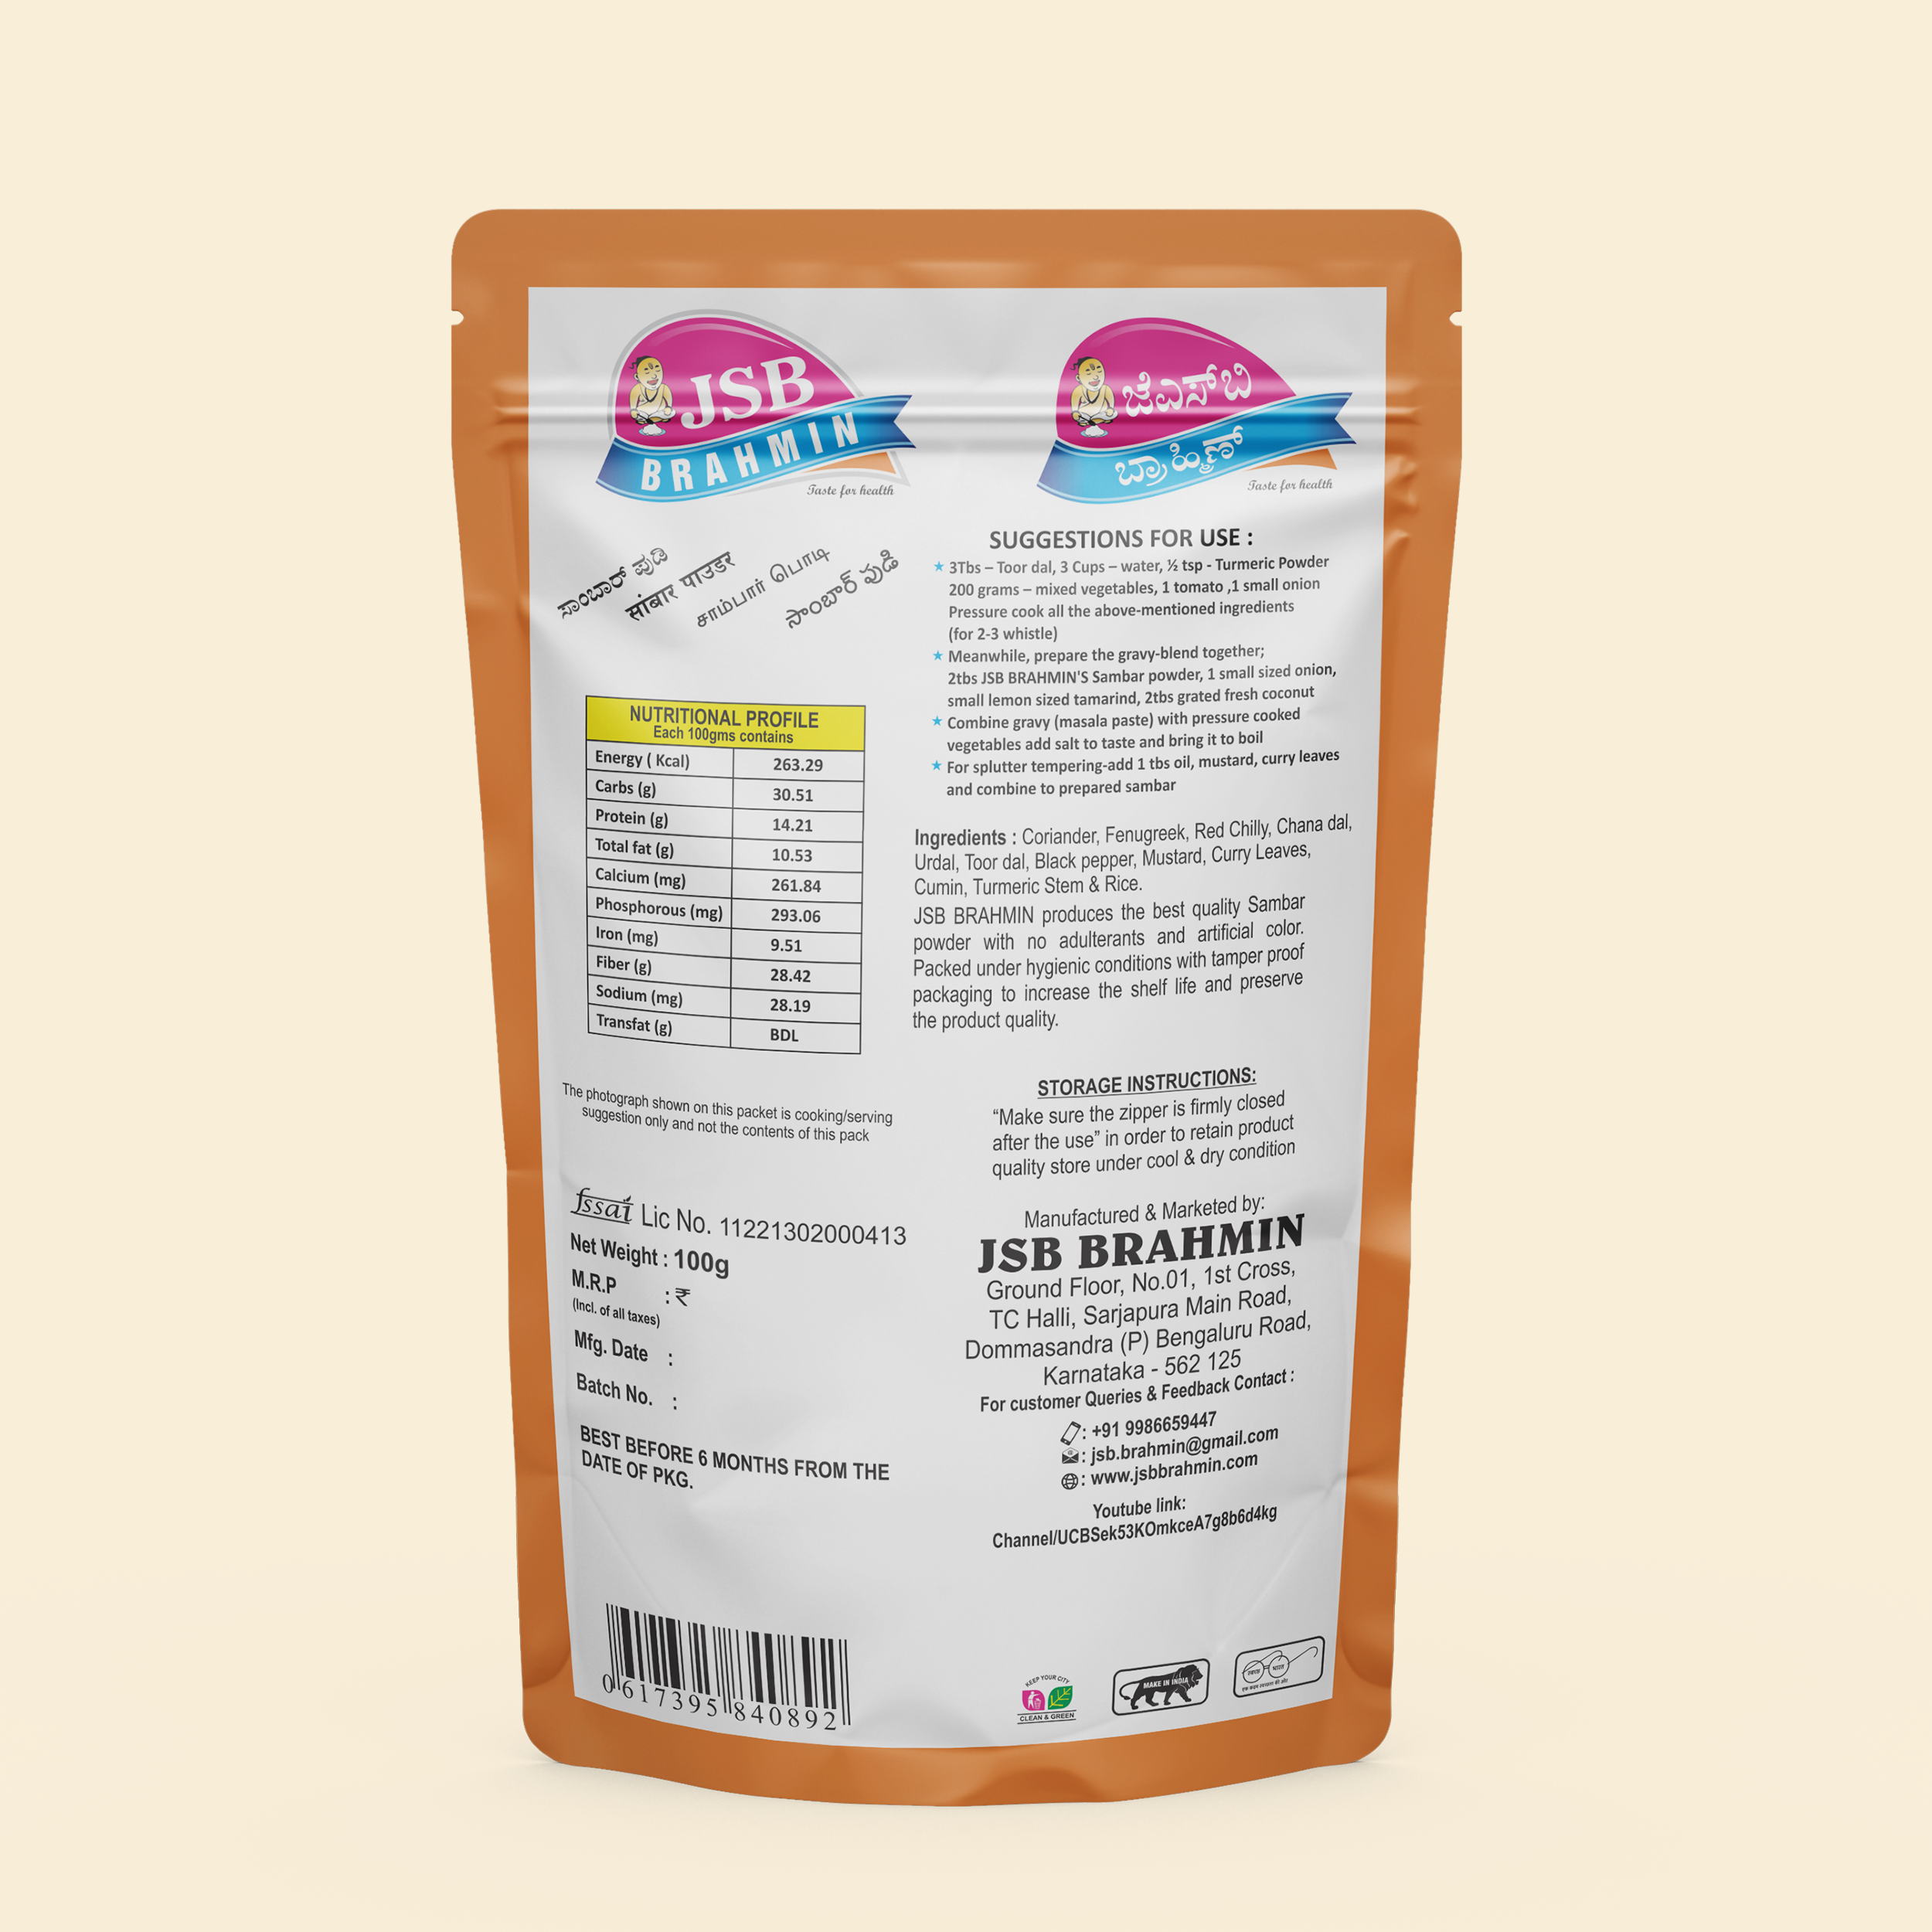 JSB
BRAHMIN
Taste for health
ಜೆಎಸ್‌ಬಿ
ಬ್ರಾಹ್ಮಿಣ್
Taste for health
ಸಾಂಬಾರ್ ಪುಡಿ
सांबार पाउडर
சாம்பார் பொடி
సాంబార్ పుడి
NUTRITIONAL PROFILE
Each 100gms contains
Energy ( Kcal) 263.29
Carbs (g) 30.51
Protein (g) 14.21
Total fat (g) 10.53
Calcium (mg) 261.84
Phosphorous (mg) 293.06
Iron (mg) 9.51
Fiber (g) 28.42
Sodium (mg) 28.19
Transfat (g) BDL
The photograph shown on this packet is cooking/serving
suggestion only and not the contents of this pack
fssai Lic No. 11221302000413
Net Weight : 100g
M.R.P : ₹
(Incl. of all taxes)
Mfg. Date :
Batch No. :
BEST BEFORE 6 MONTHS FROM THE
DATE OF PKG.
0 617395 840892
SUGGESTIONS FOR USE :
★ 3Tbs – Toor dal, 3 Cups – water, ½ tsp - Turmeric Powder
200 grams – mixed vegetables, 1 tomato ,1 small onion
Pressure cook all the above-mentioned ingredients
(for 2-3 whistle)
★ Meanwhile, prepare the gravy-blend together;
2tbs JSB BRAHMIN'S Sambar powder, 1 small sized onion,
small lemon sized tamarind, 2tbs grated fresh coconut
★ Combine gravy (masala paste) with pressure cooked
vegetables add salt to taste and bring it to boil
★ For splutter tempering-add 1 tbs oil, mustard, curry leaves
and combine to prepared sambar
Ingredients : Coriander, Fenugreek, Red Chilly, Chana dal,
Urdal, Toor dal, Black pepper, Mustard, Curry Leaves,
Cumin, Turmeric Stem & Rice.
JSB BRAHMIN produces the best quality Sambar
powder with no adulterants and artificial color.
Packed under hygienic conditions with tamper proof
packaging to increase the shelf life and preserve
the product quality.
STORAGE INSTRUCTIONS:
“Make sure the zipper is firmly closed
after the use” in order to retain product
quality store under cool & dry condition
Manufactured & Marketed by:
JSB BRAHMIN
Ground Floor, No.01, 1st Cross,
TC Halli, Sarjapura Main Road,
Dommasandra (P) Bengaluru Road,
Karnataka - 562 125
For customer Queries & Feedback Contact :
: +91 9986659447
: jsb.brahmin@gmail.com
: www.jsbbrahmin.com
Youtube link:
Channel/UCBSek53KOmkceA7g8b6d4kg
KEEP YOUR CITY
CLEAN & GREEN
MAKE IN INDIA
स्वच्छ भारत
एक कदम स्वच्छता की ओर